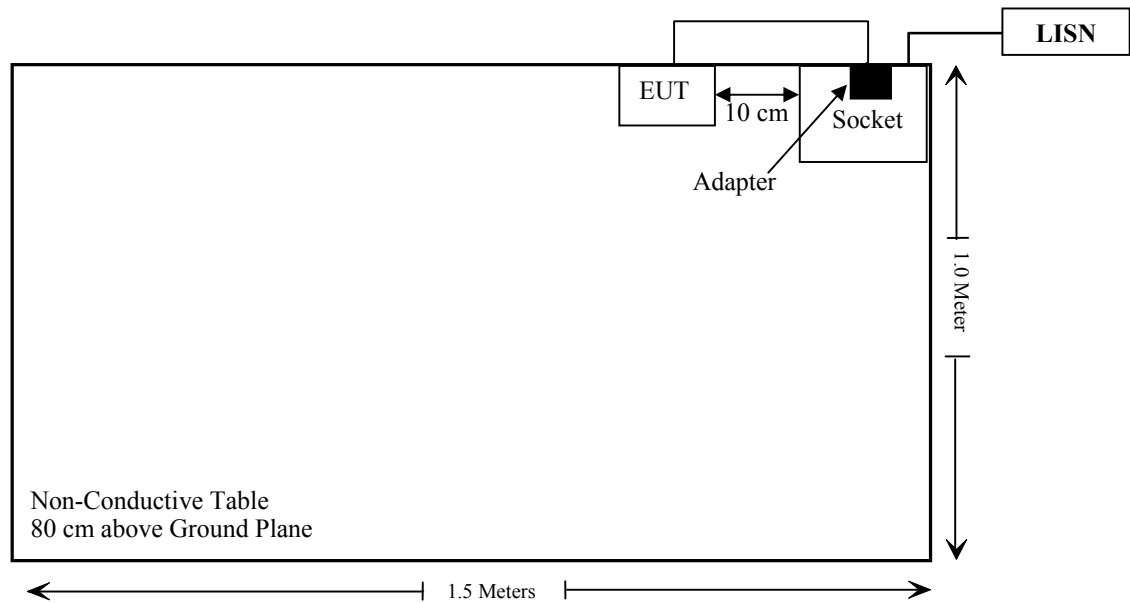 LISN
EUT
10 cm
Socket
Adapter
1.0 Meter
Non-Conductive Table
80 cm above Ground Plane
1.5 Meters